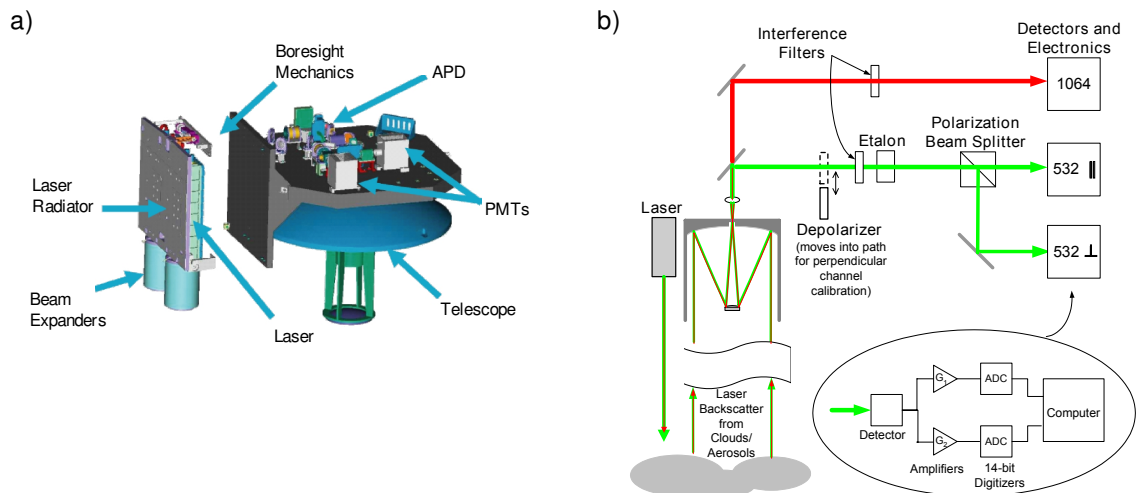 a)
Boresight
Mechanics
APD
Laser
Radiator
PMTs
Beam
Expanders
Laser
Telescope
b)
Interference
Filters
Detectors and
Electronics
1064
Etalon
Polarization
Beam Splitter
532 ∥
Laser
Depolarizer
(moves into path
for perpendicular
channel
calibration)
532 ⊥
Laser
Backscatter
from
Clouds/
Aerosols
G1
ADC
Detector
Computer
G2
ADC
Amplifiers
14-bit
Digitizers